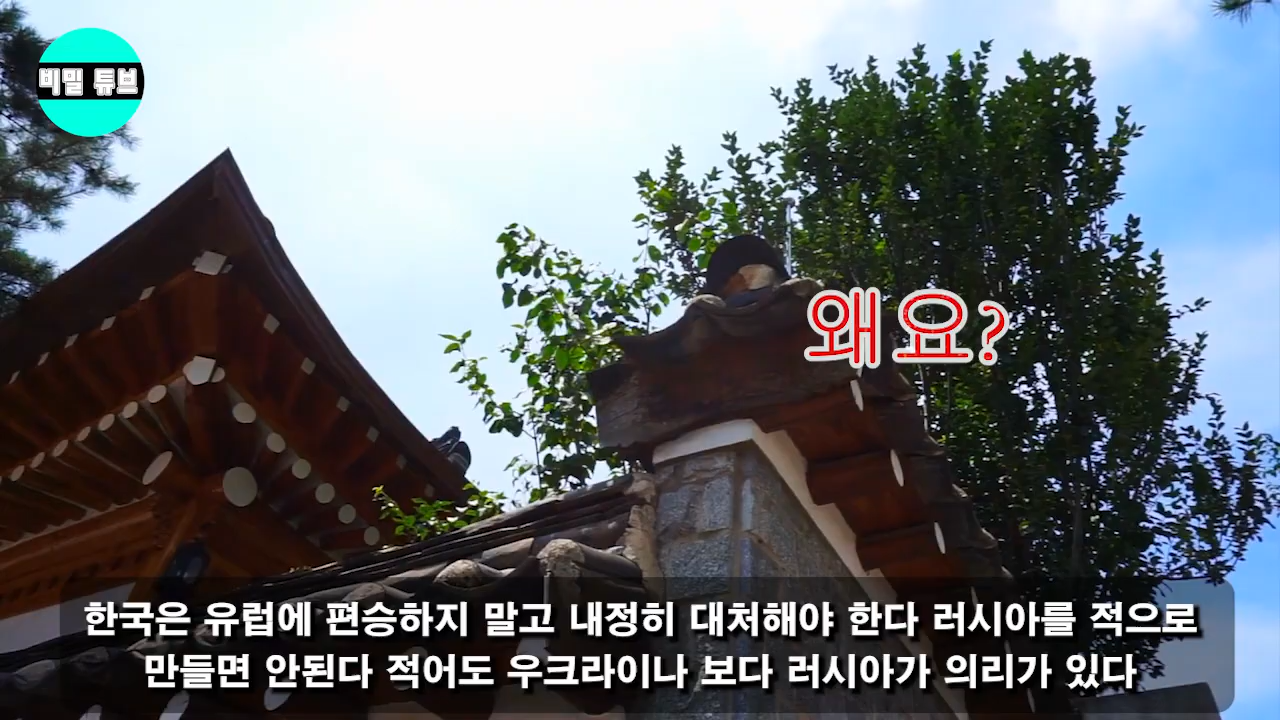 비밀 튜브
왜요?
한국은 유럽에 편승하지 말고 내정히 대처해야 한다 러시아를 적으로
만들면 안된다 적어도 우크라이나 보다 러시아가 의리가 있다